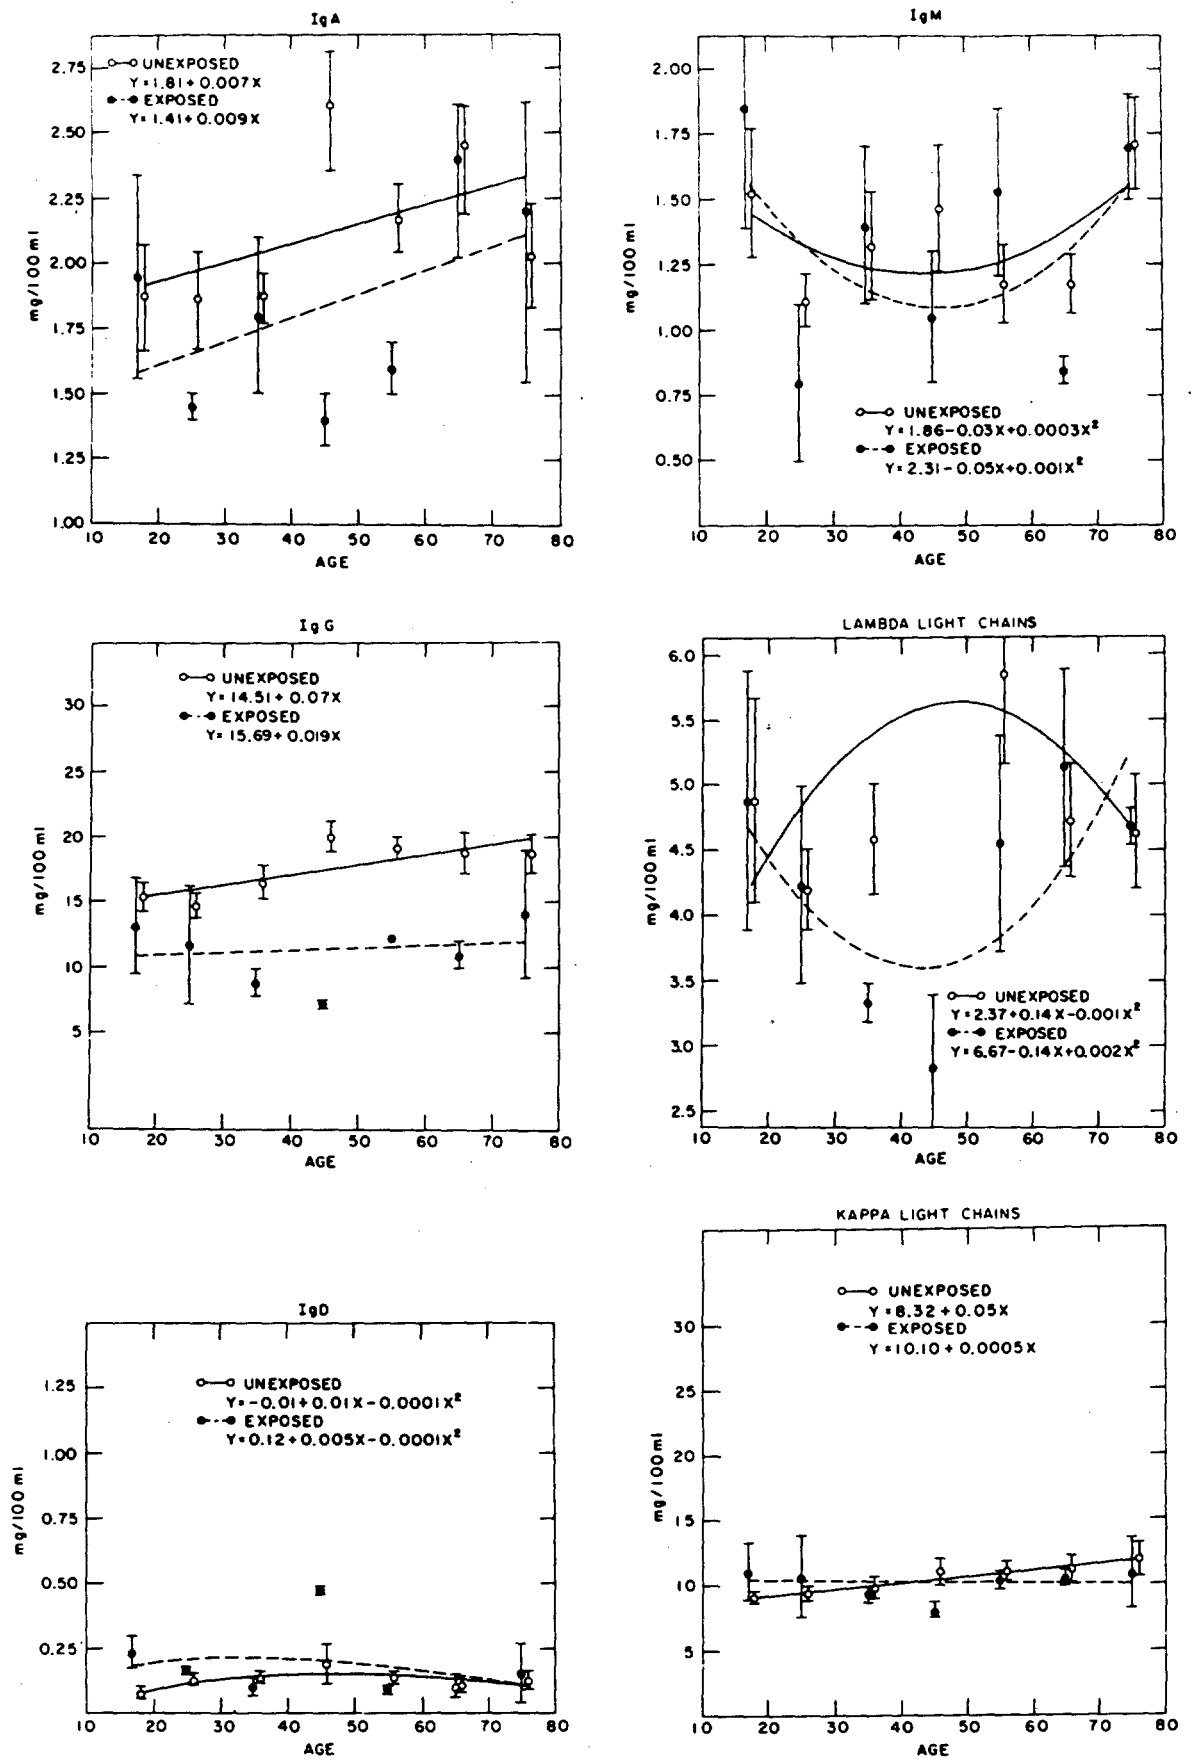 IgA
2.75
2.50
2.25
2.00
1.75
1.50
1.25
1.00
mg/100 ml
UNEXPOSED
Y=1.81+0.007X
EXPOSED
Y=1.41+0.009X
10 20 30 40 50 60 70 80
AGE
IgM
2.00
1.75
1.50
1.25
1.00
0.75
0.50
mg/100 ml
UNEXPOSED
Y=1.86-0.03X+0.0003X²
EXPOSED
Y=2.31-0.05X+0.001X²
10 20 30 40 50 60 70 80
AGE
IgG
30
25
20
15
10
5
mg/100 ml
UNEXPOSED
Y=14.51+0.07X
EXPOSED
Y=15.69+0.019X
10 20 30 40 50 60 70 80
AGE
LAMBDA LIGHT CHAINS
6.0
5.5
5.0
4.5
4.0
3.5
3.0
2.5
mg/100 ml
UNEXPOSED
Y=2.37+0.14X-0.001X²
EXPOSED
Y=6.67-0.14X+0.002X²
10 20 30 40 50 60 70 80
AGE
IgD
1.25
1.00
0.75
0.50
0.25
mg/100 ml
UNEXPOSED
Y=-0.01+0.01X-0.0001X²
EXPOSED
Y=0.12+0.005X-0.0001X²
10 20 30 40 50 60 70 80
AGE
KAPPA LIGHT CHAINS
30
25
20
15
10
5
mg/100 ml
UNEXPOSED
Y=8.32+0.05X
EXPOSED
Y=10.10+0.0005X
10 20 30 40 50 60 70 80
AGE